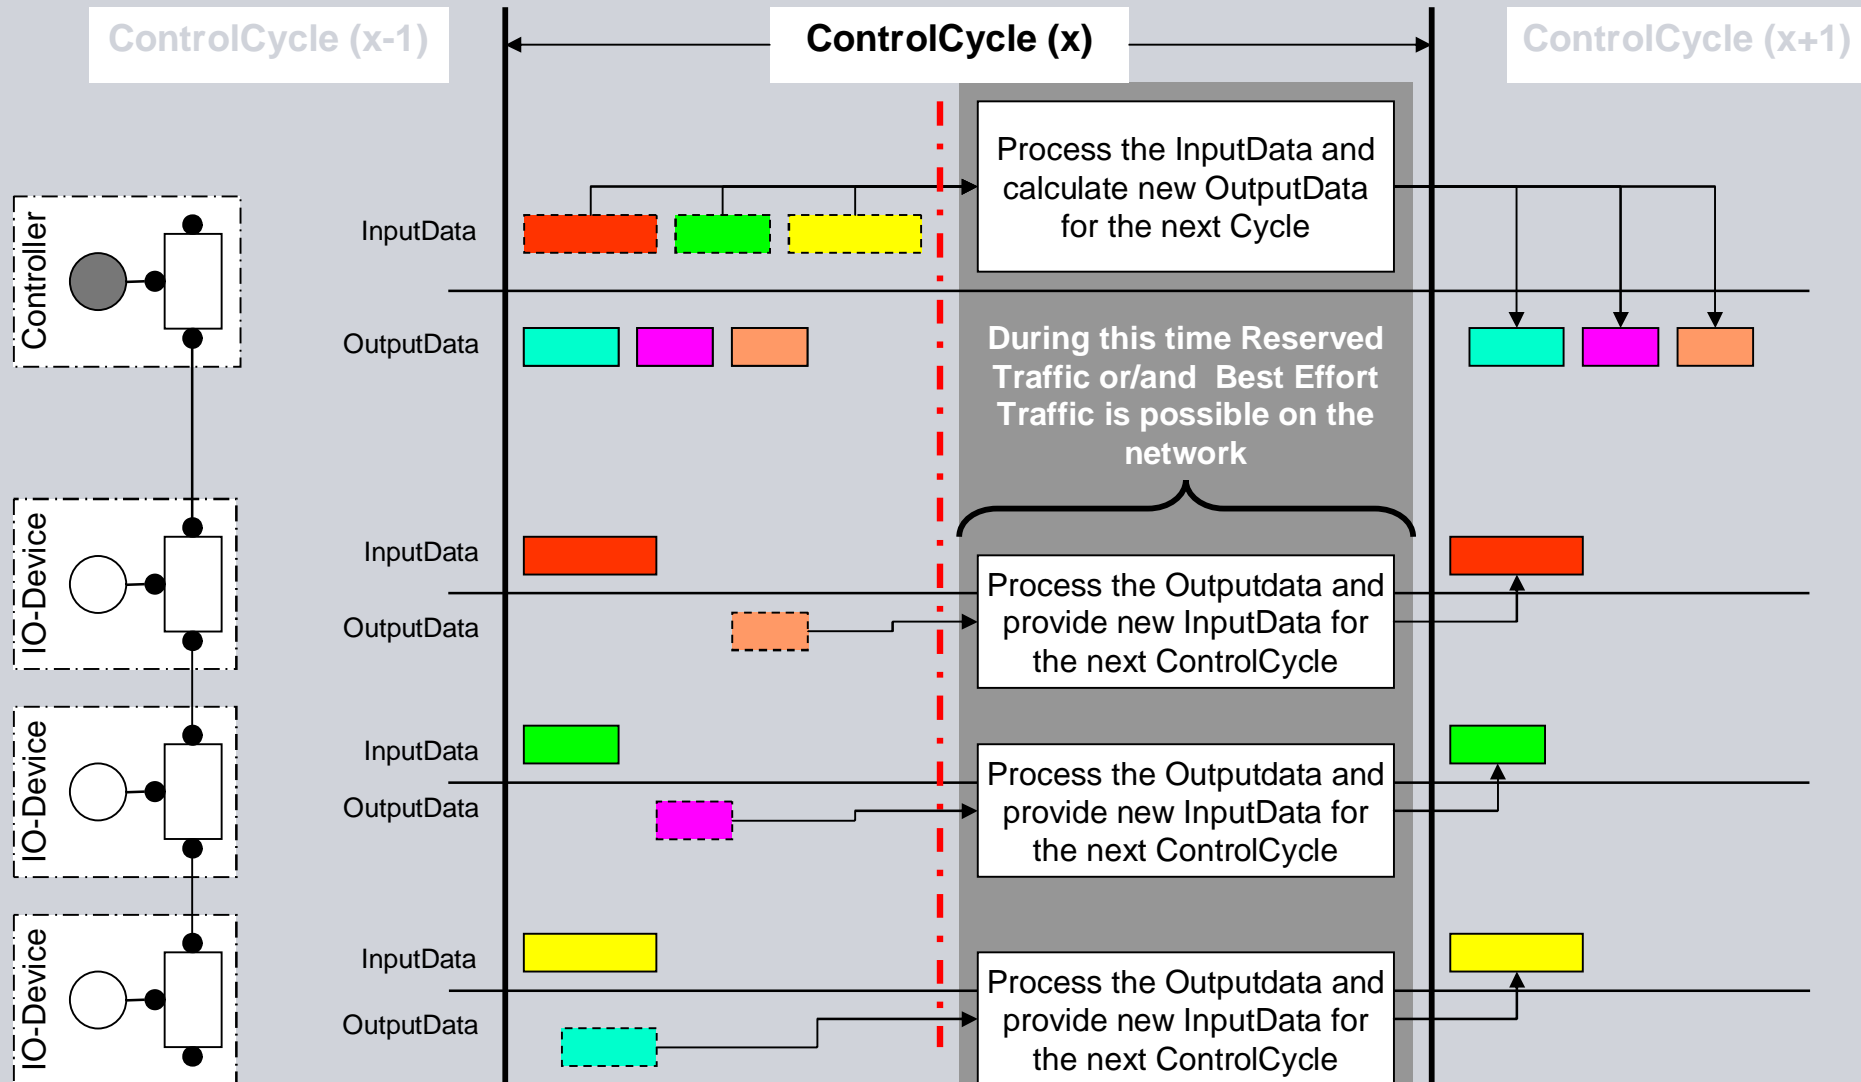 ControlCycle (x-1)
ControlCycle (x)
ControlCycle (x+1)
Controller
InputData
OutputData
Process the InputData and
calculate new OutputData
for the next Cycle
During this time Reserved
Traffic or/and  Best Effort
Traffic is possible on the
network
IO-Device
InputData
OutputData
Process the Outputdata and
provide new InputData for
the next ControlCycle
IO-Device
InputData
OutputData
Process the Outputdata and
provide new InputData for
the next ControlCycle
IO-Device
InputData
OutputData
Process the Outputdata and
provide new InputData for
the next ControlCycle